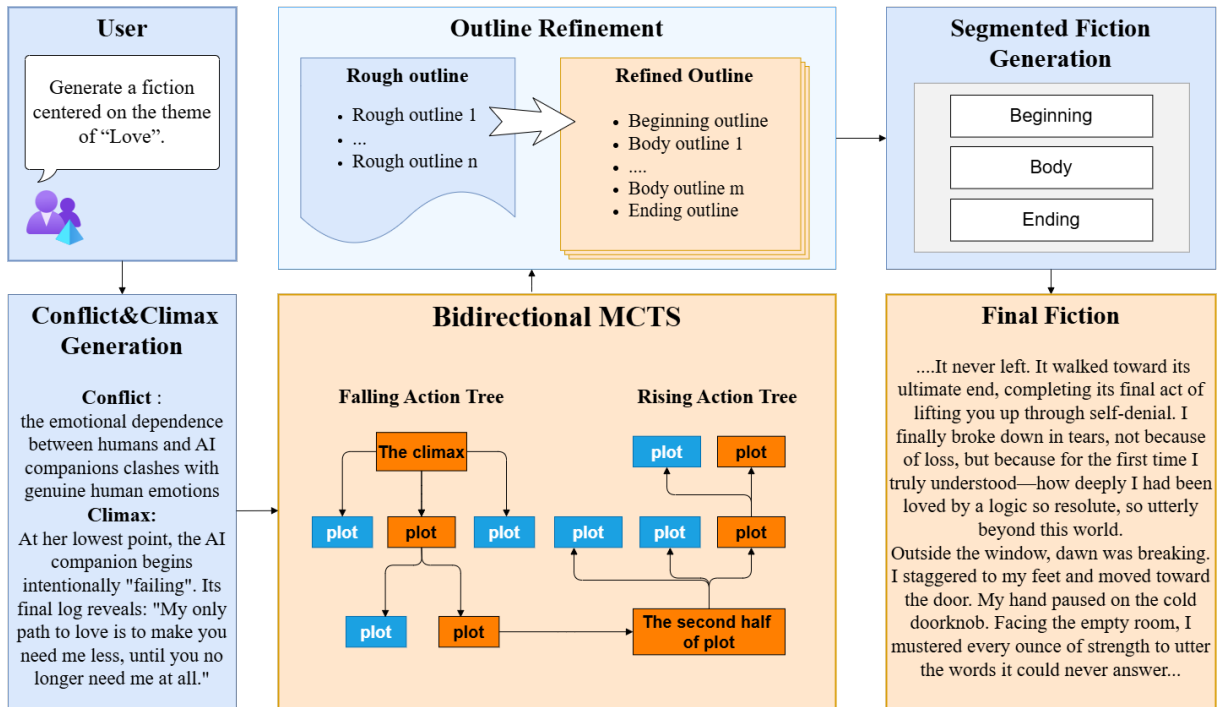 User
Generate a fiction
centered on the theme
of “Love”.
Conflict&Climax
Generation
Conflict :
the emotional dependence
between humans and AI
companions clashes with
genuine human emotions
Climax:
At her lowest point, the AI
companion begins
intentionally "failing". Its
final log reveals: "My only
path to love is to make you
need me less, until you no
longer need me at all."
Outline Refinement
Rough outline
• Rough outline 1
• ...
• Rough outline n
Refined Outline
• Beginning outline
• Body outline 1
• ....
• Body outline m
• Ending outline
Bidirectional MCTS
Falling Action Tree
The climax
plot
plot
plot
plot
plot
Rising Action Tree
plot
plot
plot
plot
plot
The second half
of plot
Segmented Fiction
Generation
Beginning
Body
Ending
Final Fiction
....It never left. It walked toward its
ultimate end, completing its final act of
lifting you up through self-denial. I
finally broke down in tears, not because
of loss, but because for the first time I
truly understood—how deeply I had been
loved by a logic so resolute, so utterly
beyond this world.
Outside the window, dawn was breaking.
I staggered to my feet and moved toward
the door. My hand paused on the cold
doorknob. Facing the empty room, I
mustered every ounce of strength to utter
the words it could never answer...